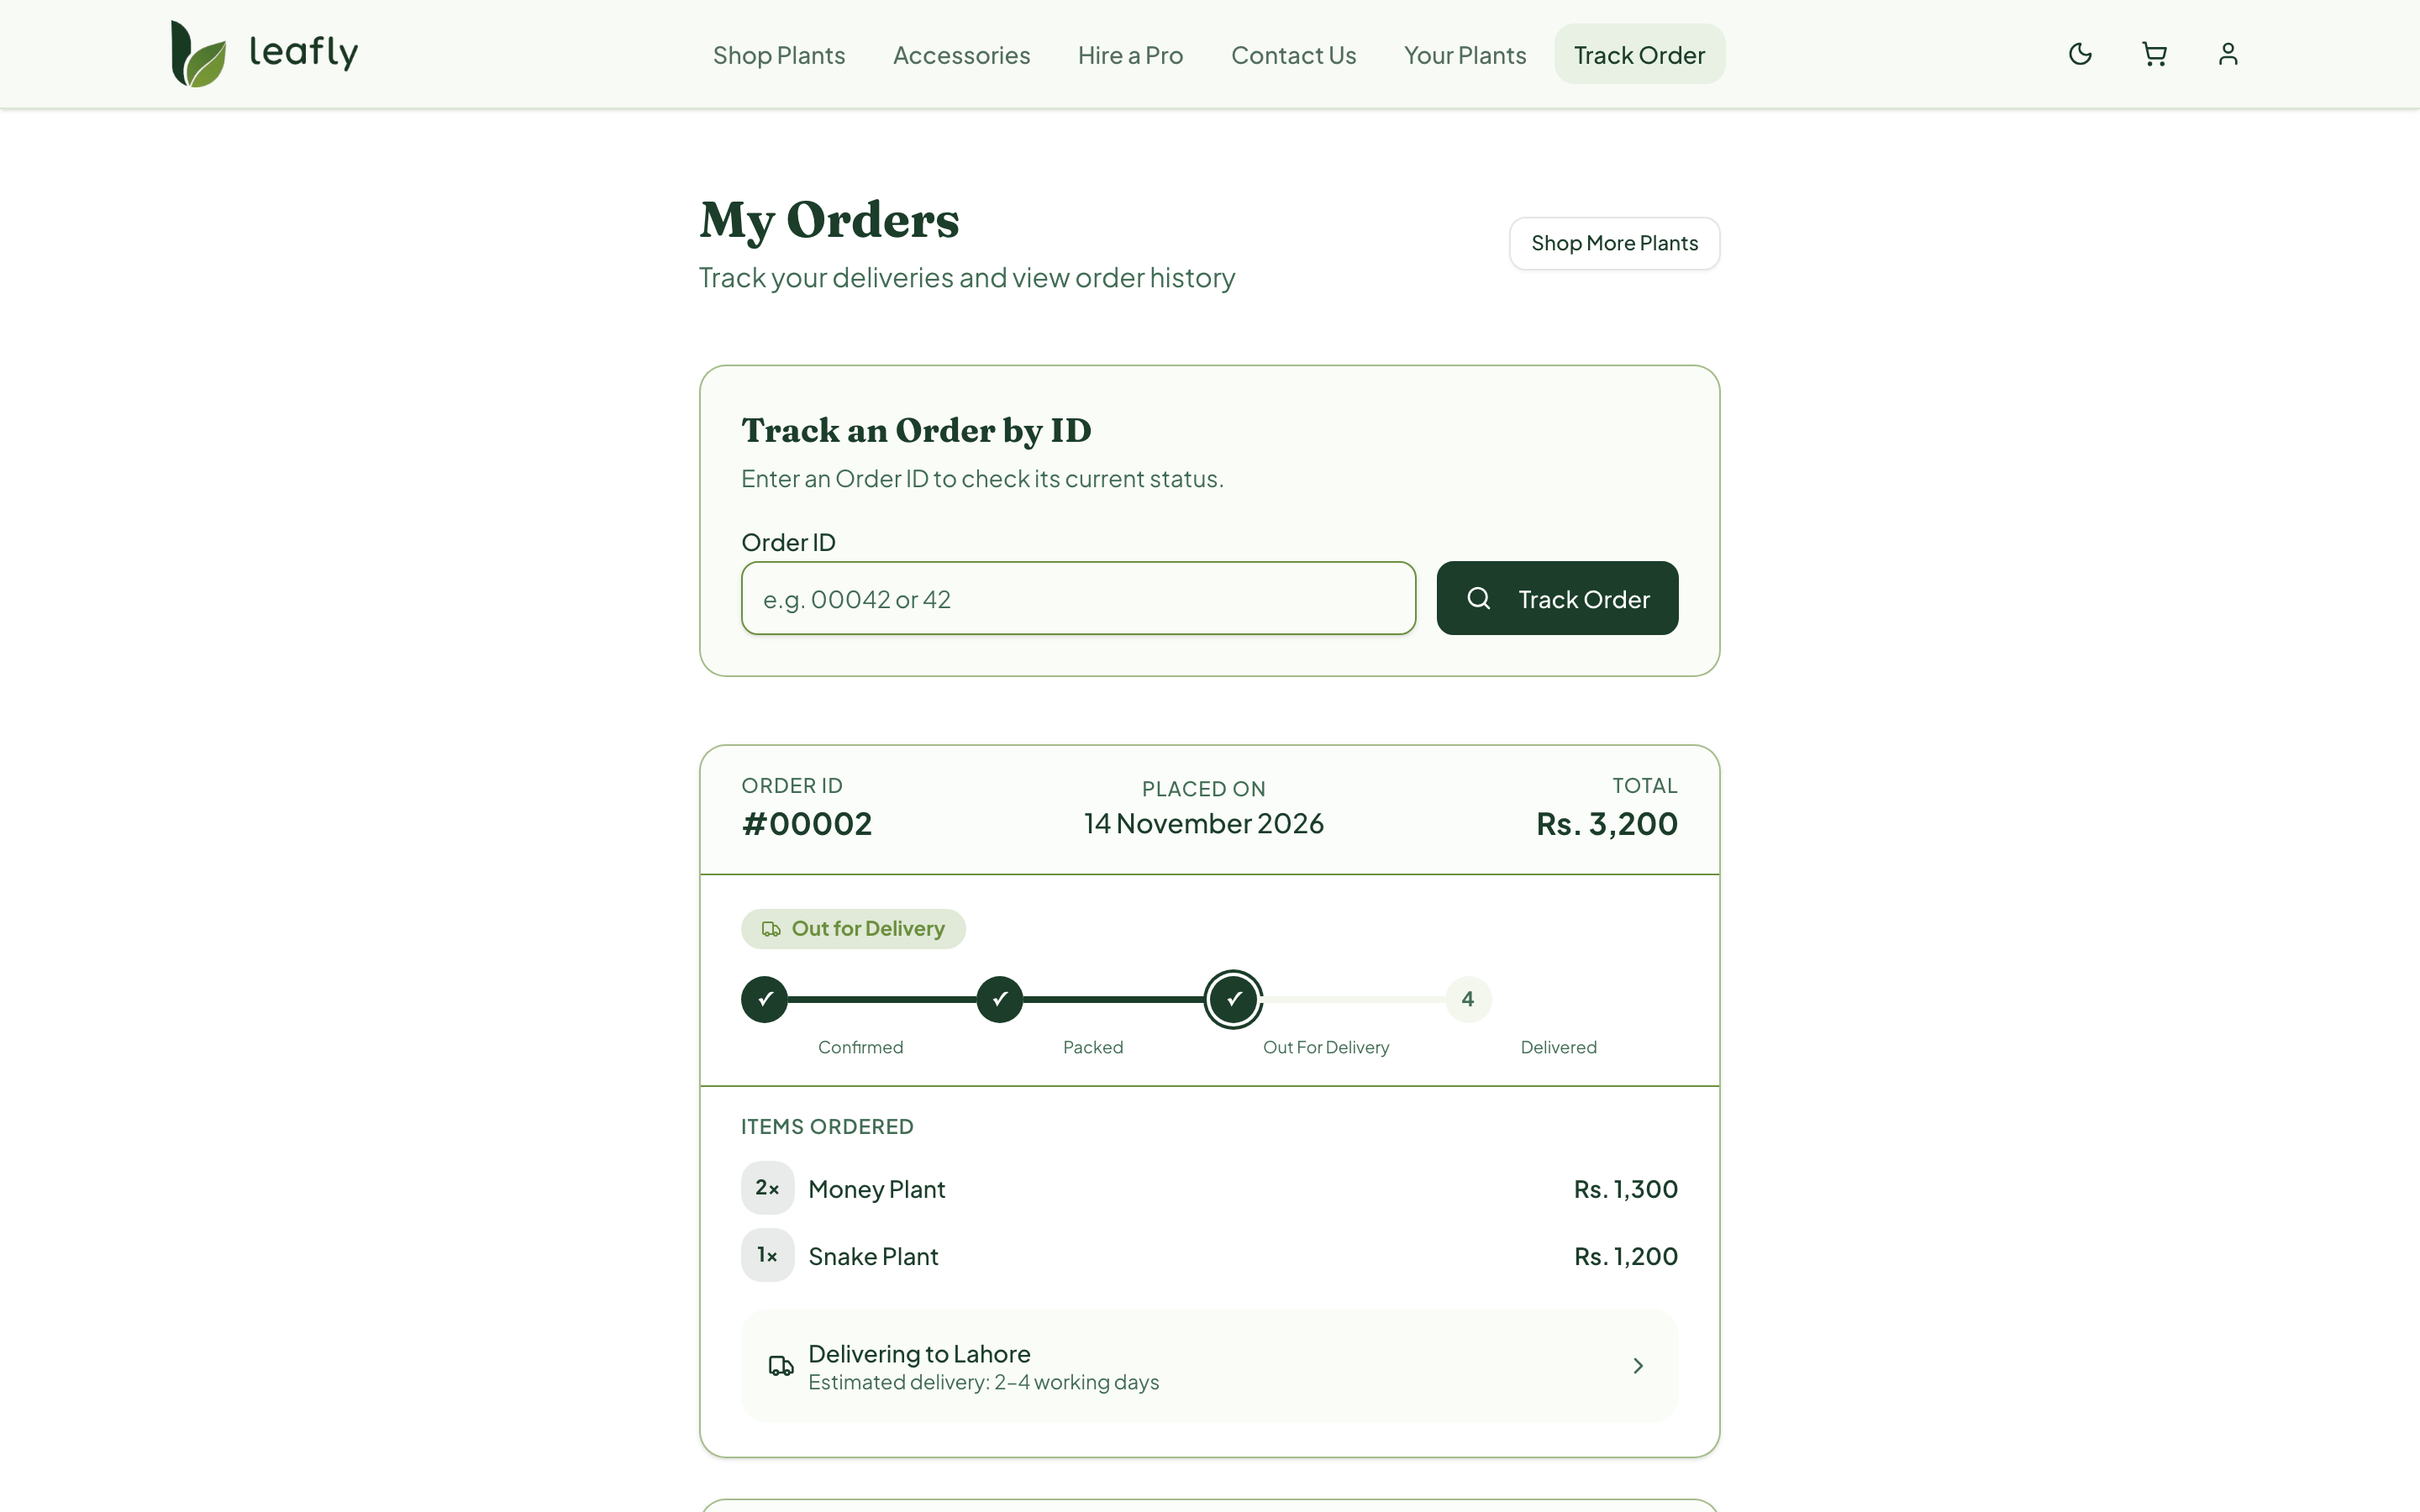 leafly
Shop Plants
Accessories
Hire a Pro
Contact Us
Your Plants
Track Order
My Orders
Track your deliveries and view order history
Shop More Plants
Track an Order by ID
Enter an Order ID to check its current status.
Order ID
e.g. 00042 or 42
Track Order
ORDER ID
#00002
PLACED ON
14 November 2026
TOTAL
Rs. 3,200
Out for Delivery
4
Confirmed
Packed
Out For Delivery
Delivered
ITEMS ORDERED
2× Money Plant Rs. 1,300
1× Snake Plant Rs. 1,200
Delivering to Lahore
Estimated delivery: 2–4 working days